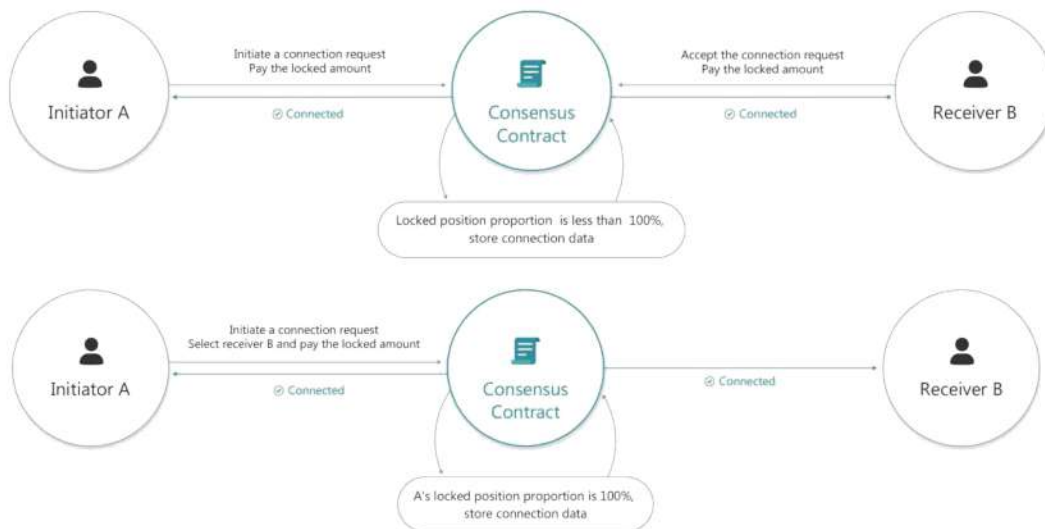 Initiate a connection request
Pay the locked amount
Accept the connection request
Pay the locked amount
Initiator A
Connected
Consensus
Contract
Connected
Receiver B
Locked position proportion is less than 100%,
store connection data
Initiate a connection request
Select receiver B and pay the locked amount
Initiator A
Connected
Consensus
Contract
Connected
Receiver B
A's locked position proportion is 100%,
store connection data